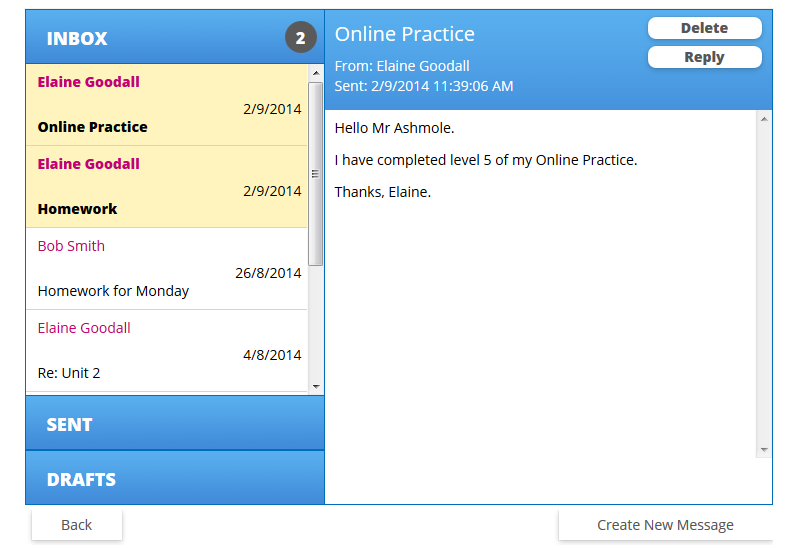 INBOX
2
Elaine Goodall
2/9/2014
Online Practice
Elaine Goodall
2/9/2014
Homework
Bob Smith
26/8/2014
Homework for Monday
Elaine Goodall
4/8/2014
Re: Unit 2
SENT
DRAFTS
Back
Online Practice
From: Elaine Goodall
Sent: 2/9/2014 11:39:06 AM
Delete
Reply
Hello Mr Ashmole.
I have completed level 5 of my Online Practice.
Thanks, Elaine.
Create New Message